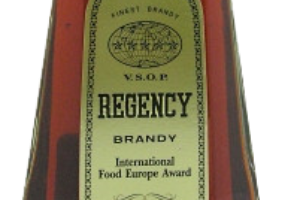 FINEST BRANDY
V.S.O.P.
REGENCY
BRANDY
International
Food Europe Award